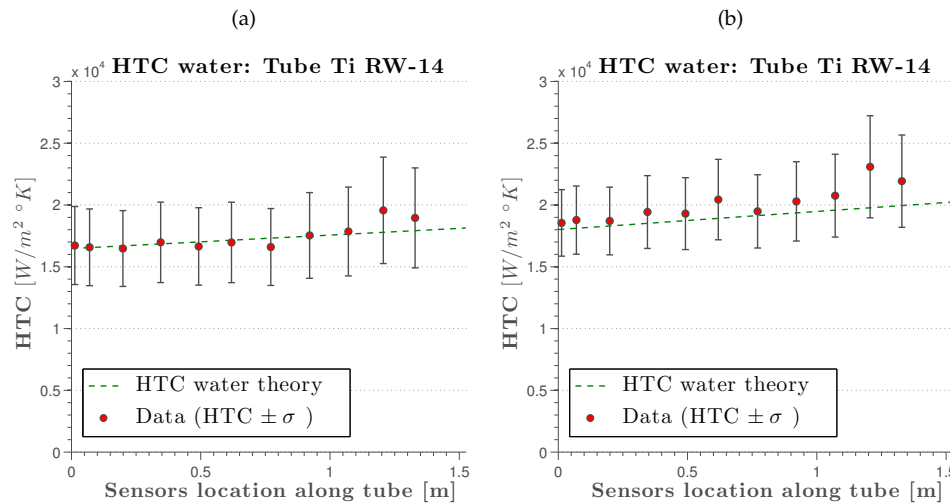 (a)
(b)
x 10⁴
HTC water: Tube Ti RW-14
3
2.5
2
1.5
1
0.5
0
HTC [W/m² °K]
HTC water theory
Data (HTC ± σ )
0
0.5
1
1.5
Sensors location along tube [m]
x 10⁴
HTC water: Tube Ti RW-14
3
2.5
2
1.5
1
0.5
0
HTC [W/m² °K]
HTC water theory
Data (HTC ± σ )
0
0.5
1
1.5
Sensors location along tube [m]